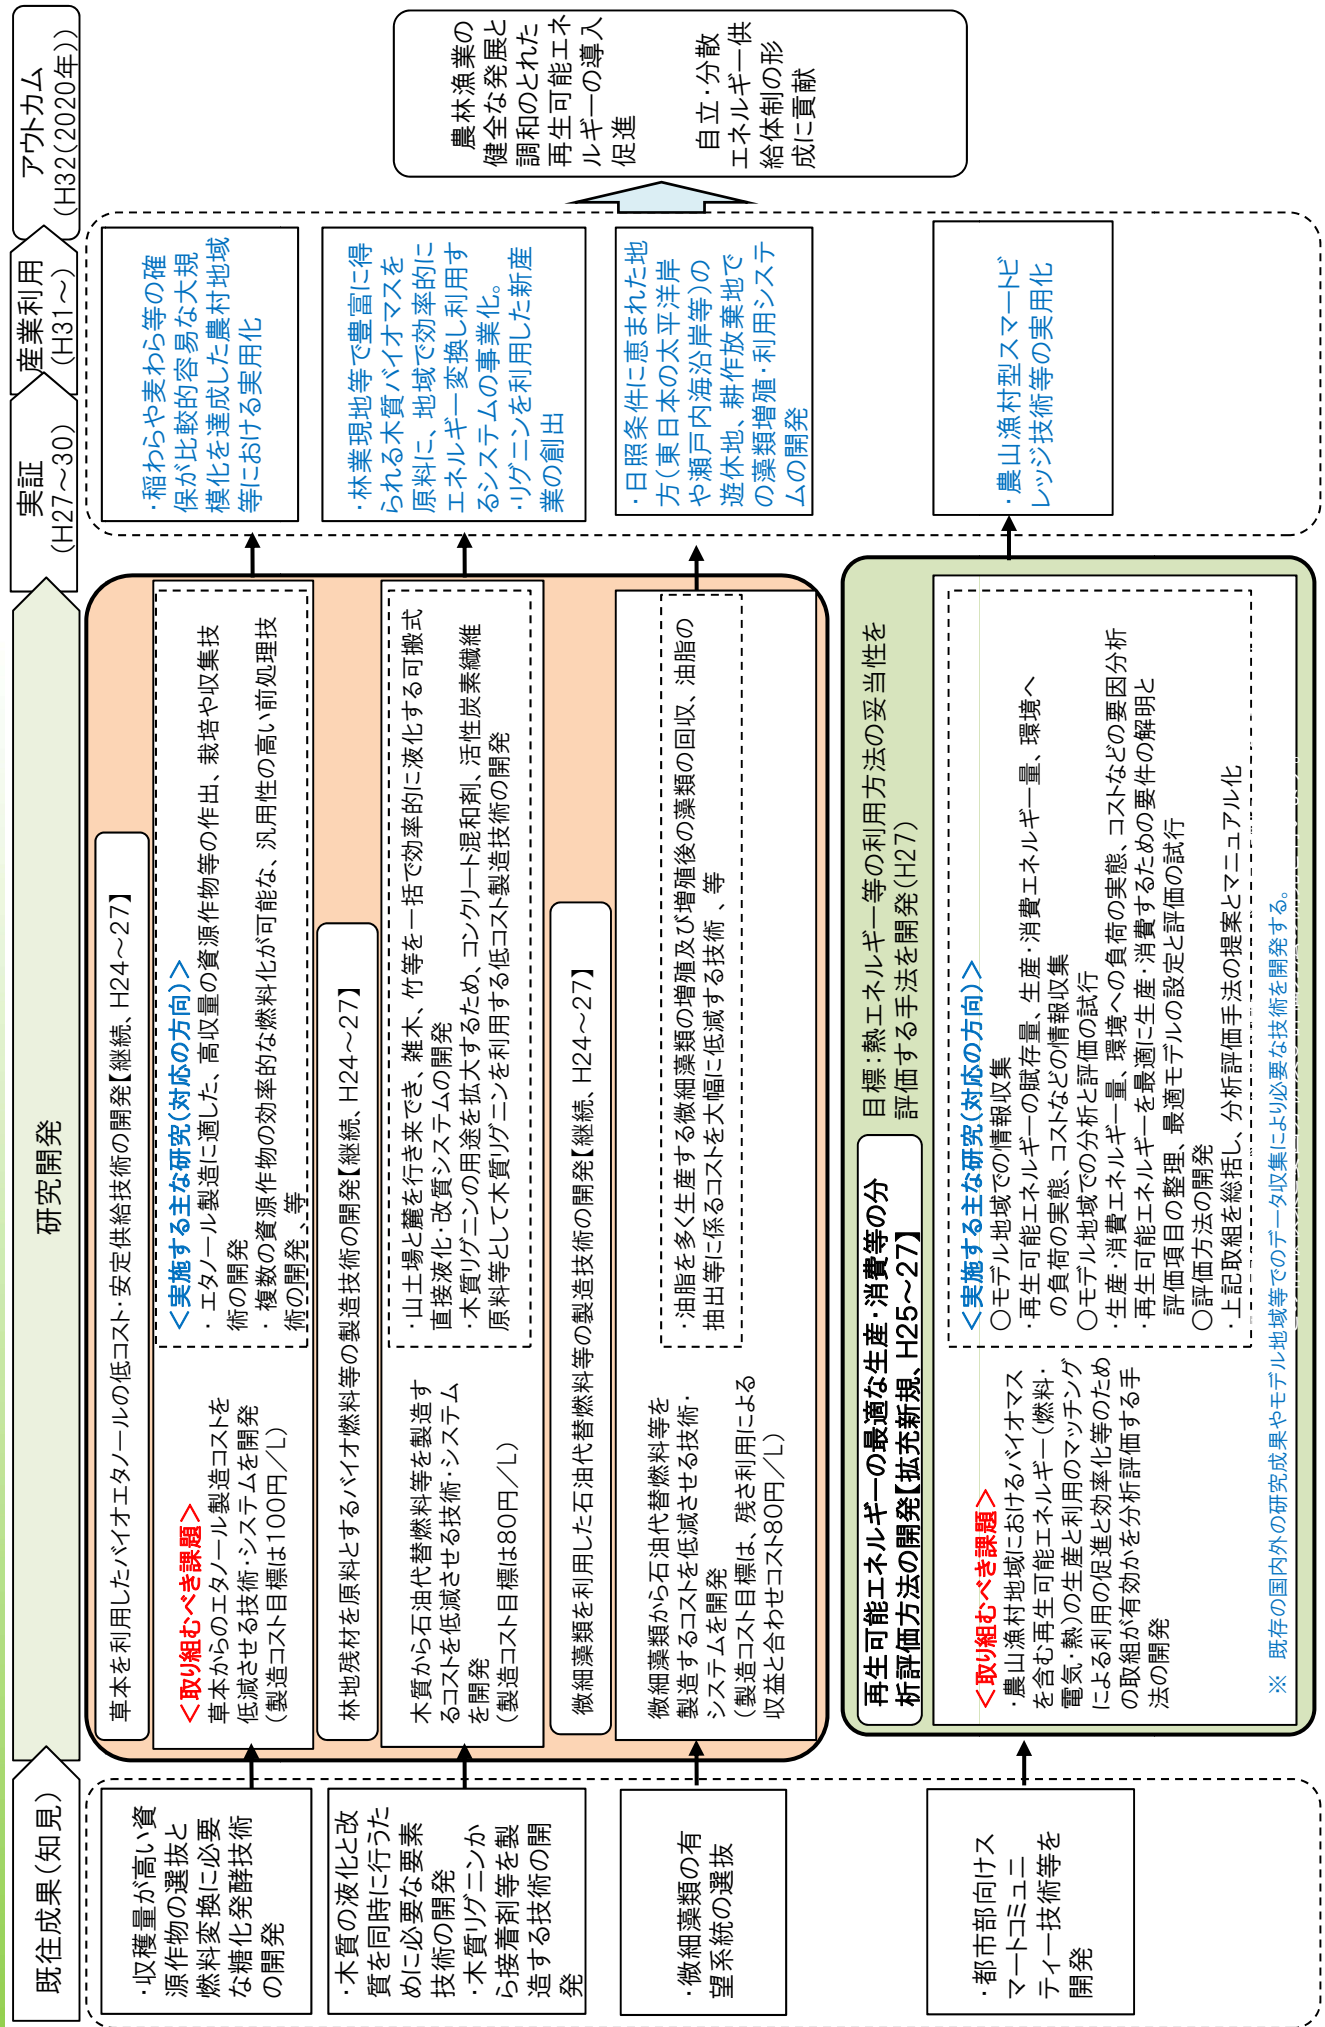 既往成果(知見)
研究開発
実証
(H27～30)
産業利用
(H31～)
アウトカム
(H32(2020年))
・収穫量が高い資
源作物の選抜と
燃料変換に必要
な糖化発酵技術
の開発
草本を利用したバイオエタノールの低コスト・安定供給技術の開発【継続、H24～27】
＜取り組むべき課題＞
草本からのエタノール製造コストを
低減させる技術・システムを開発
(製造コスト目標は100円／L)
＜実施する主な研究(対応の方向)＞
・ エタノール製造に適した、高収量の資源作物等の作出、栽培や収集技
術の開発
・ 複数の資源作物の効率的な燃料化が可能な、汎用性の高い前処理技
術の開発 、等
・稲わらや麦わら等の確
保が比較的容易な大規
模化を達成した農村地域
等における実用化
・木質の液化と改
質を同時に行うた
めに必要な要素
技術の開発
・木質リグニンか
ら接着剤等を製
造する技術の開
発
林地残材を原料とするバイオ燃料等の製造技術の開発【継続、H24～27】
木質から石油代替燃料等を製造す
るコストを低減させる技術・システム
を開発
(製造コスト目標は80円／L)
・山土場と麓を行き来でき、雑木、竹等を一括で効率的に液化する可搬式
直接液化・改質システムの開発
・木質リグニンの用途を拡大するため、コンクリート混和剤、活性炭素繊維
原料等として木質リグニンを利用する低コスト製造技術の開発
・林業現地等で豊富に得
られる木質バイオマスを
原料に、地域で効率的に
エネルギー変換し利用す
るシステムの事業化。
・リグニンを利用した新産
業の創出
・微細藻類の有
望系統の選抜
微細藻類を利用した石油代替燃料等の製造技術の開発【継続、H24～27】
微細藻類から石油代替燃料等を
製造するコストを低減させる技術・
システムを開発
(製造コスト目標は、残さ利用による
収益と合わせコスト80円／L)
・油脂を多く生産する微細藻類の増殖及び増殖後の藻類の回収、油脂の
抽出等に係るコストを大幅に低減する技術 、等
・日照条件に恵まれた地
方(東日本の太平洋岸
や瀬戸内海沿岸等)の
遊休地、耕作放棄地で
の藻類増殖・利用システ
ムの開発
・都市部向けス
マートコミュニ
ティー技術等を
開発
再生可能エネルギーの最適な生産・消費等の分
析評価方法の開発【拡充新規、H25～27】
目標：熱エネルギー等の利用方法の妥当性を
評価する手法を開発(H27)
＜取り組むべき課題＞
・農山漁村地域におけるバイオマス
を含む再生可能エネルギー(燃料・
電気・熱)の生産と利用のマッチング
による利用の促進と効率化等のため
の取組が有効かを分析評価する手
法の開発
＜実施する主な研究(対応の方向)＞
○モデル地域での情報収集
・再生可能エネルギーの賦存量、生産・消費エネルギー量、環境へ
の負荷の実態、コストなどの情報収集
○モデル地域での分析と評価の試行
・生産・消費エネルギー量、環境への負荷の実態、コストなどの要因分析
・再生可能エネルギーを最適に生産・消費するための要件の解明と
評価項目の整理、最適モデルの設定と評価の試行
○評価方法の開発
・上記取組を総括し、分析評価手法の提案とマニュアル化
※ 既存の国内外の研究成果やモデル地域等でのデータ収集により必要な技術を開発する。
・農山漁村型スマートビ
レッジ技術等の実用化
農林漁業の
健全な発展と
調和のとれた
再生可能エネ
ルギーの導入
促進
自立・分散
エネルギー供
給体制の形
成に貢献